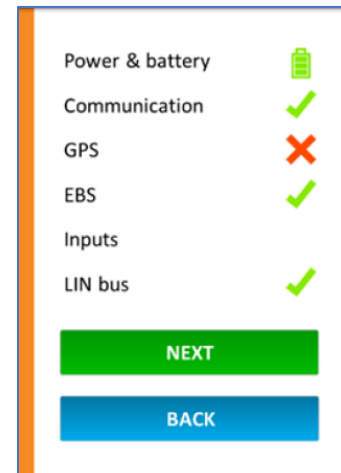 Power & battery
Communication
GPS
EBS
Inputs
LIN bus
NEXT
BACK